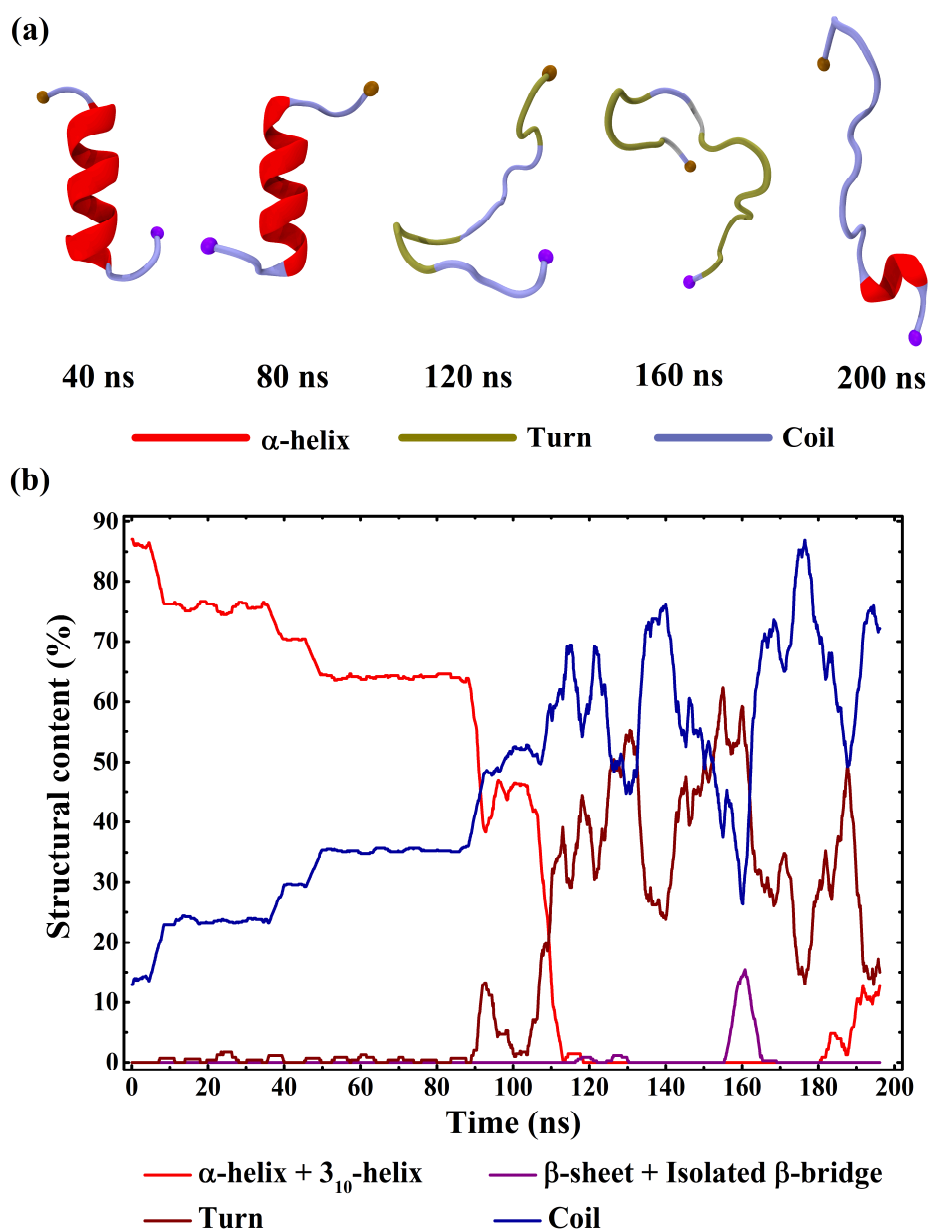 (a)
40 ns 80 ns 120 ns 160 ns 200 ns
α-helix Turn Coil
(b)
90
80
70
60
50
40
30
20
10
0
Structural content (%)
0 20 40 60 80 100 120 140 160 180 200
Time (ns)
α-helix + 3₁₀-helix β-sheet + Isolated β-bridge
Turn Coil